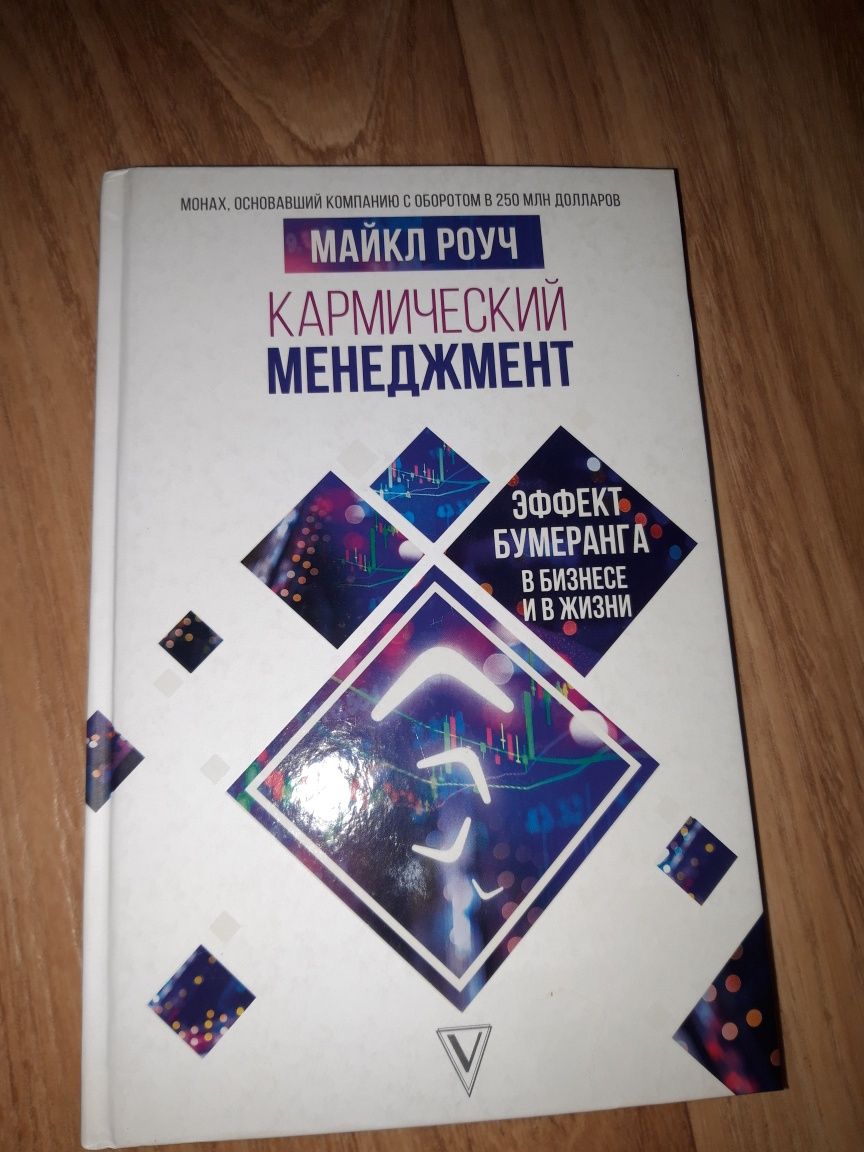 МОНАХ, ОСНОВАВШИЙ КОМПАНИЮ С ОБОРОТОМ В 250 МЛН ДОЛЛАРОВ
МАЙКЛ РОУЧ
КАРМИЧЕСКИЙ
МЕНЕДЖМЕНТ
ЭФФЕКТ
БУМЕРАНГА
В БИЗНЕСЕ
И В ЖИЗНИ
V